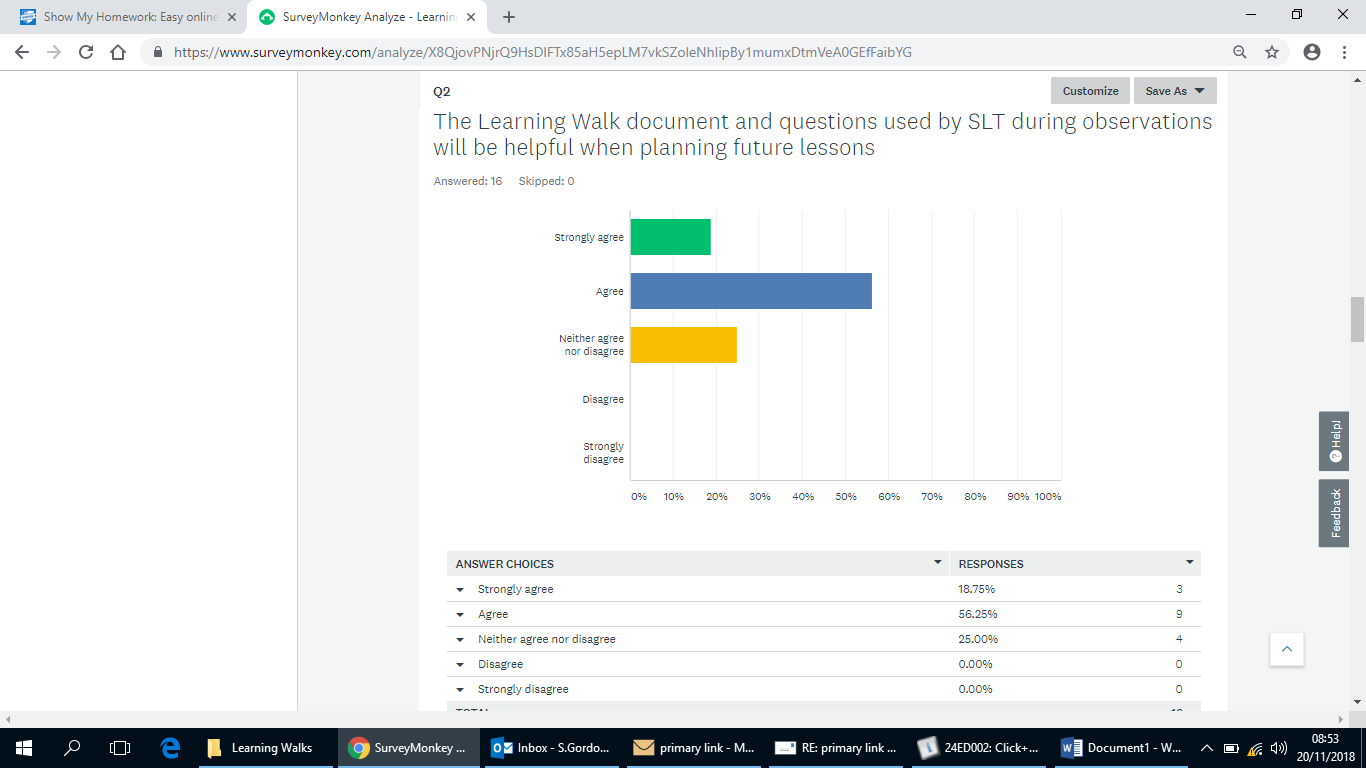 Show My Homework: Easy online
SurveyMonkey Analyze - Learnin
https://www.surveymonkey.com/analyze/X8QjovPNjrQ9HsDIFTx85aH5epLM7vkSZoIeNhIipBy1mumxDtmVeA0GEfFaibYG
Q2
Customize
Save As
The Learning Walk document and questions used by SLT during observations
will be helpful when planning future lessons
Answered: 16 Skipped: 0
Strongly agree
Agree
Neither agree
nor disagree
Disagree
Strongly
disagree
0% 10% 20% 30% 40% 50% 60% 70% 80% 90% 100%
Help!
Feedback
ANSWER CHOICES RESPONSES
Strongly agree 18.75% 3
Agree 56.25% 9
Neither agree nor disagree 25.00% 4
Disagree 0.00% 0
Strongly disagree 0.00% 0
Learning Walks
SurveyMonkey ...
Inbox - S.Gordo...
primary link - M...
RE: primary link ...
24ED002: Click+...
Document1 - W...
08:53
20/11/2018